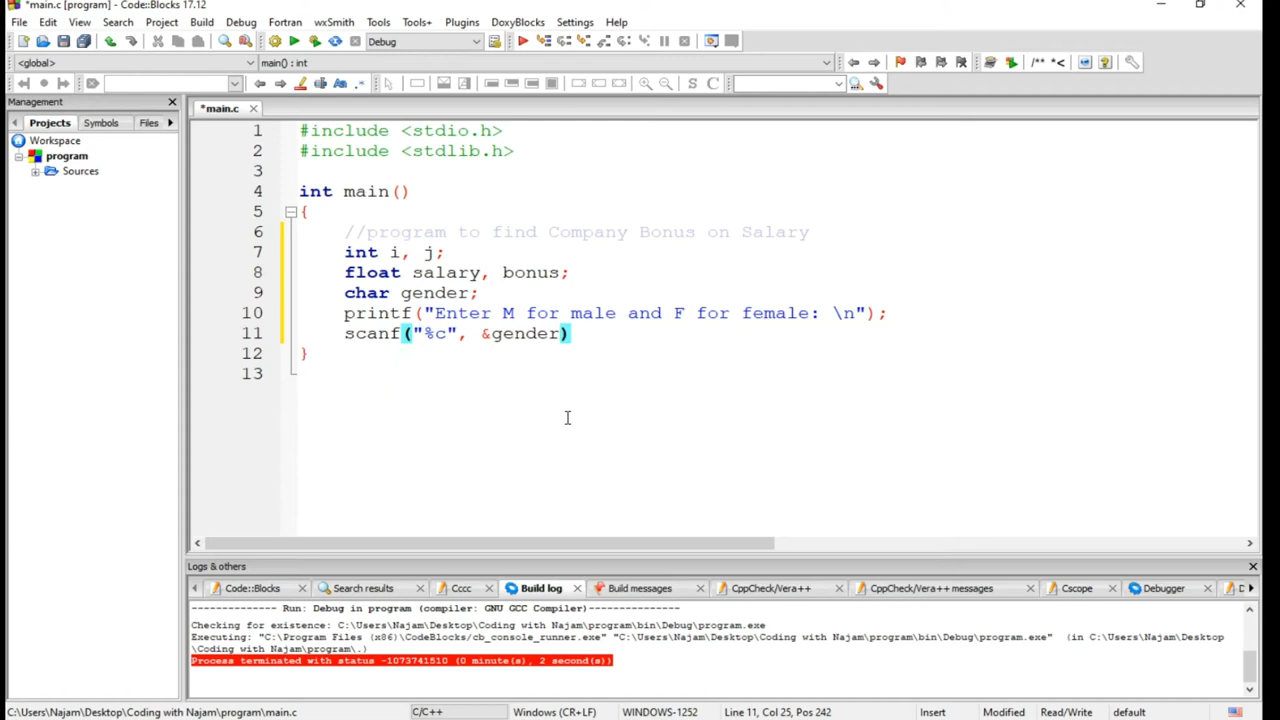 *main.c [program] - Code::Blocks 17.12
File Edit View Search Project Build Debug Fortran wxSmith Tools Tools+ Plugins DoxyBlocks Settings Help
Debug
<global> main() : int /** *<
Aa .* S C
Management
Projects Symbols Files
Workspace
program
Sources
*main.c
1 #include <stdio.h>
2 #include <stdlib.h>
3
4 int main()
5 {
6 //program to find Company Bonus on Salary
7 int i, j;
8 float salary, bonus;
9 char gender;
10 printf("Enter M for male and F for female: \n");
11 scanf("%c", &gender)
12 }
13
Logs & others
Code::Blocks Search results Cccc Build log Build messages CppCheck/Vera++ CppCheck/Vera++ messages Cscope Debugger D
-------------- Run: Debug in program (compiler: GNU GCC Compiler)---------------
Checking for existence: C:\Users\Najam\Desktop\Coding with Najam\program\bin\Debug\program.exe
Executing: "C:\Program Files (x86)\CodeBlocks/cb_console_runner.exe" "C:\Users\Najam\Desktop\Coding with Najam\program\bin\Debug\program.exe"  (in C:\Users\Najam\Desktop
\Coding with Najam\program\.)
Process terminated with status -1073741510 (0 minute(s), 2 second(s))
C:\Users\Najam\Desktop\Coding with Najam\program\main.c C/C++ Windows (CR+LF) WINDOWS-1252 Line 11, Col 25, Pos 242 Insert Modified Read/Write default